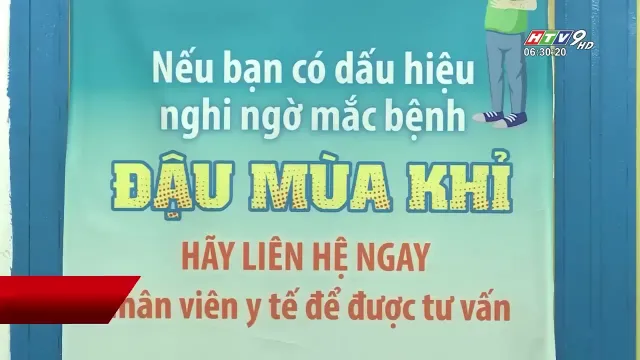 HTV9 HD
06:30:20
Nếu bạn có dấu hiệu
nghi ngờ mắc bệnh
ĐẬU MÙA KHỈ
HÃY LIÊN HỆ NGAY
viên y tế để được tư vấn